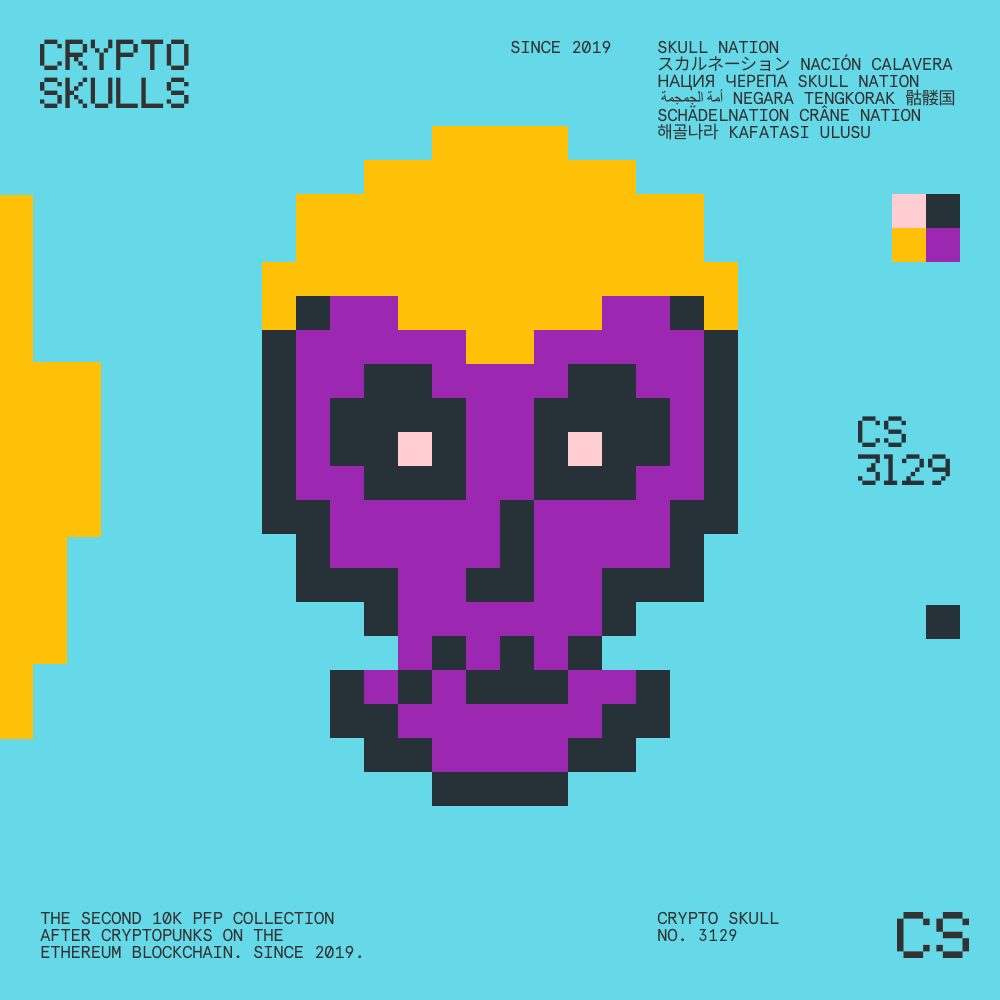 CRYPTO
SKULLS
SINCE 2019
SKULL NATION
スカルネーション NACIÓN CALAVERA
НАЦИЯ ЧЕРЕПА SKULL NATION
أمة الجمجمة NEGARA TENGKORAK 骷髅国
SCHÄDELNATION CRÂNE NATION
해골나라 KAFATASI ULUSU
CS
3129
THE SECOND 10K PFP COLLECTION
AFTER CRYPTOPUNKS ON THE
ETHEREUM BLOCKCHAIN. SINCE 2019.
CRYPTO SKULL
NO. 3129
CS